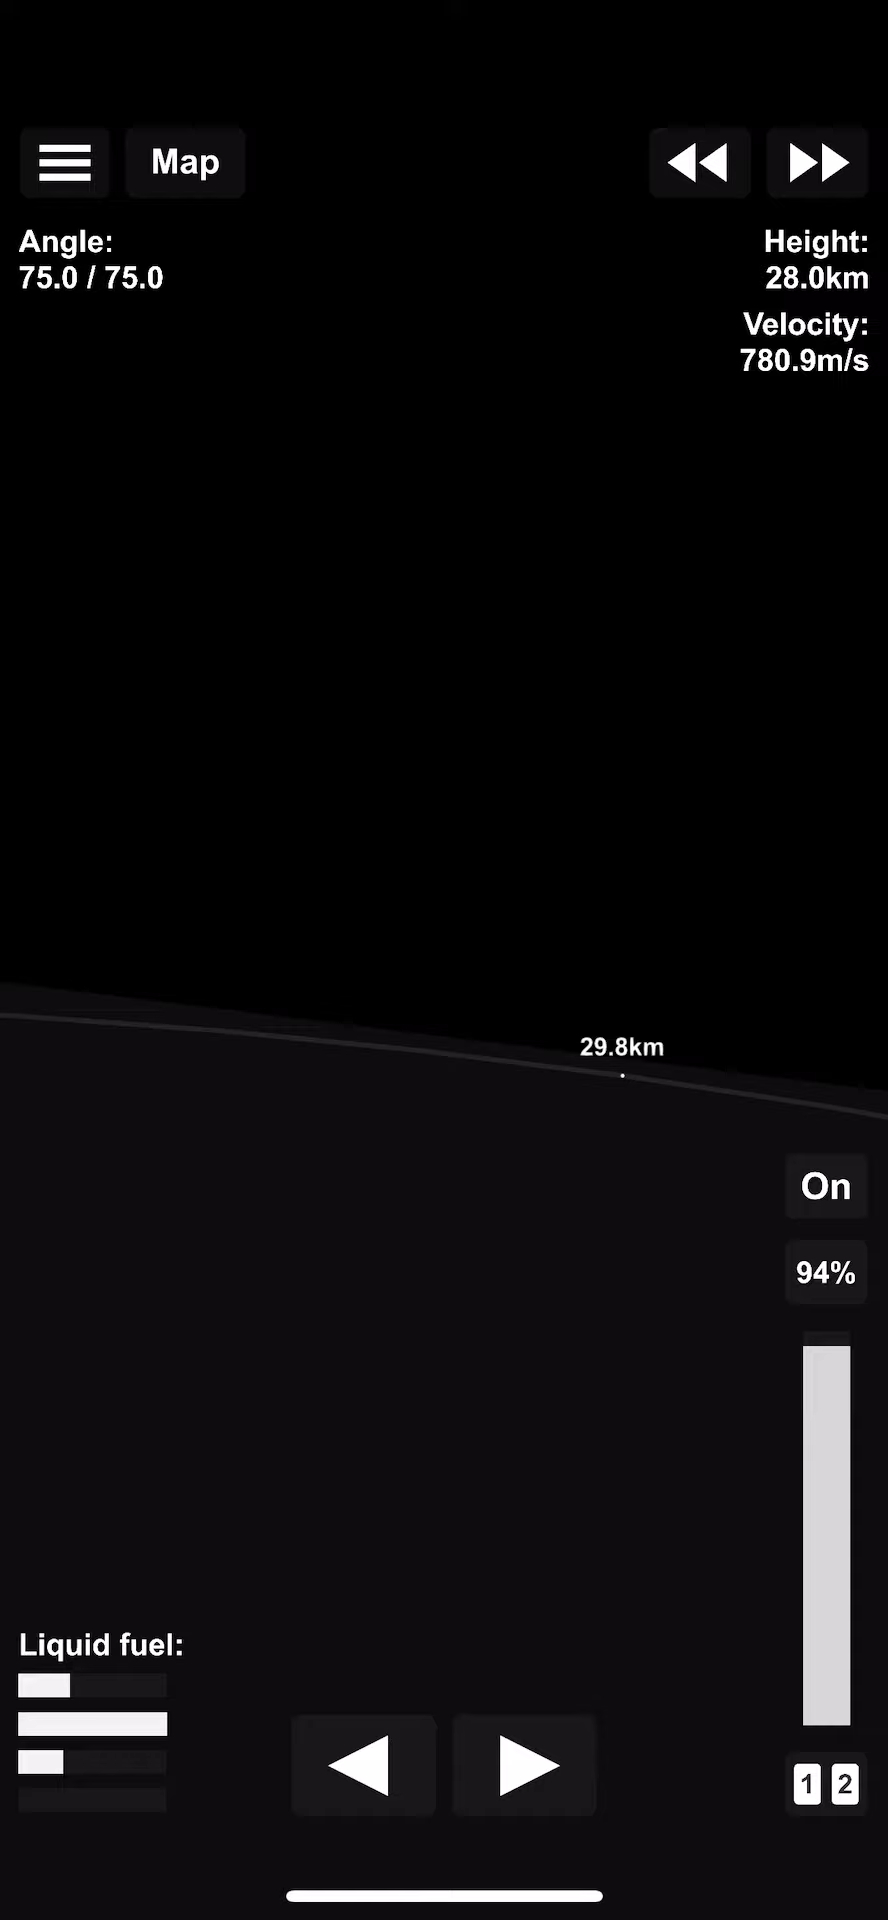 Map
Angle:
75.0 / 75.0
Height:
28.0km
Velocity:
780.9m/s
29.8km
On
94%
Liquid fuel:
1 2